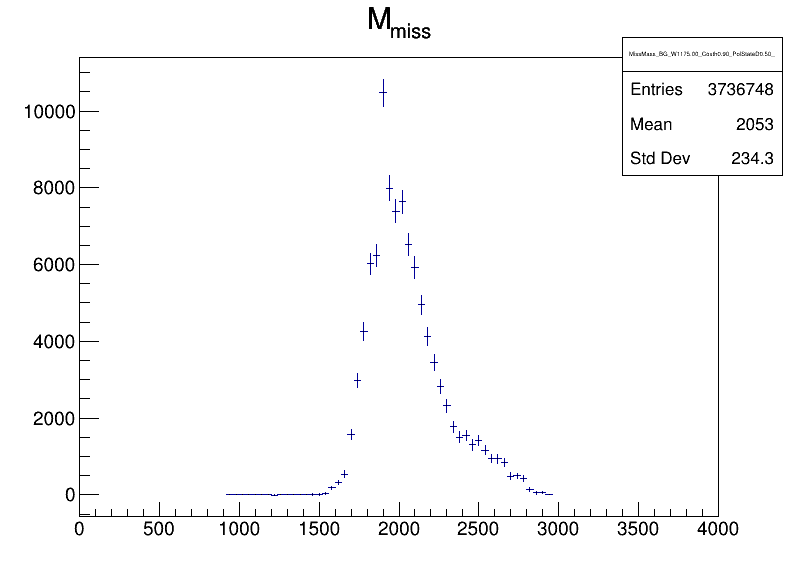 M_miss
MissMass_BG_W1175.00_Costh0.90_PolStateD0.50_
Entries 3736748
Mean 2053
Std Dev 234.3
10000
8000
6000
4000
2000
0
0 500 1000 1500 2000 2500 3000 3500 4000